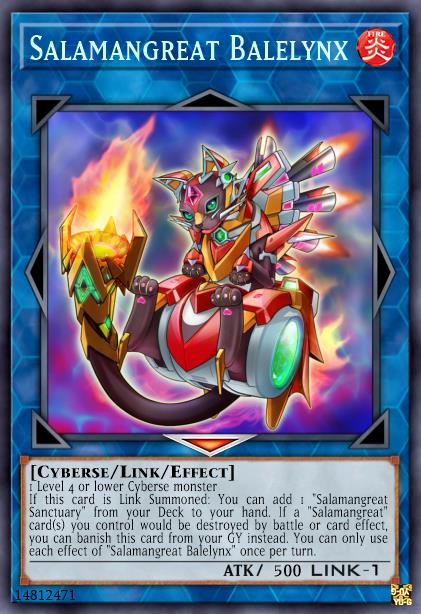 Salamangreat Balelynx
FIRE
炎
[Cyberse/Link/Effect]
1 Level 4 or lower Cyberse monster
If this card is Link Summoned: You can add 1 "Salamangreat
Sanctuary" from your Deck to your hand. If a "Salamangreat"
card(s) you control would be destroyed by battle or card effect,
you can banish this card from your GY instead. You can only use
each effect of "Salamangreat Balelynx" once per turn.
ATK/ 500 LINK-1
14812471